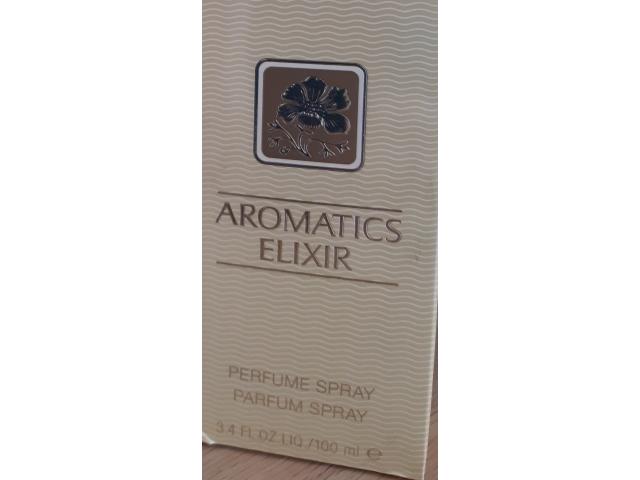 AROMATICS
ELIXIR
PERFUME SPRAY
PARFUM SPRAY
3.4 FL OZ LIQ /100 ml ℮